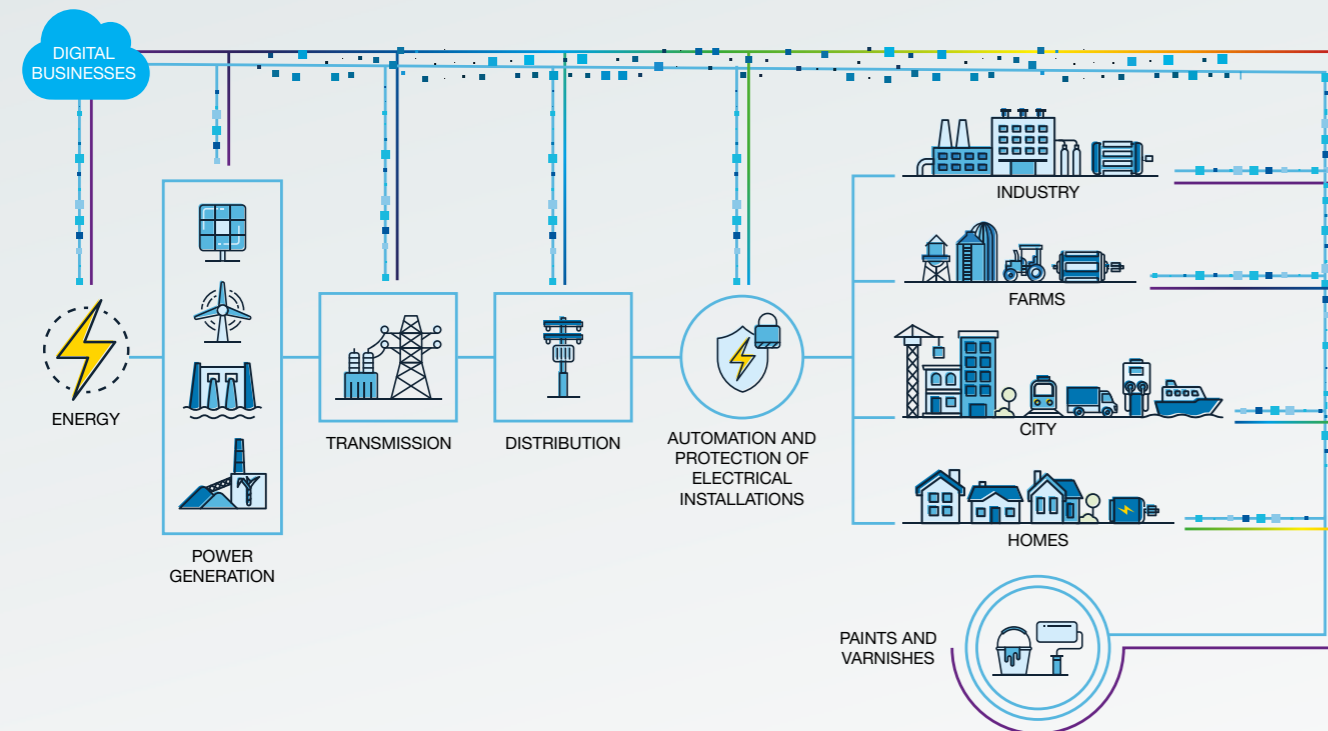 DIGITAL
BUSINESSES
INDUSTRY
FARMS
ENERGY
TRANSMISSION
DISTRIBUTION
AUTOMATION AND
PROTECTION OF
ELECTRICAL
INSTALLATIONS
CITY
POWER
GENERATION
HOMES
PAINTS AND
VARNISHES